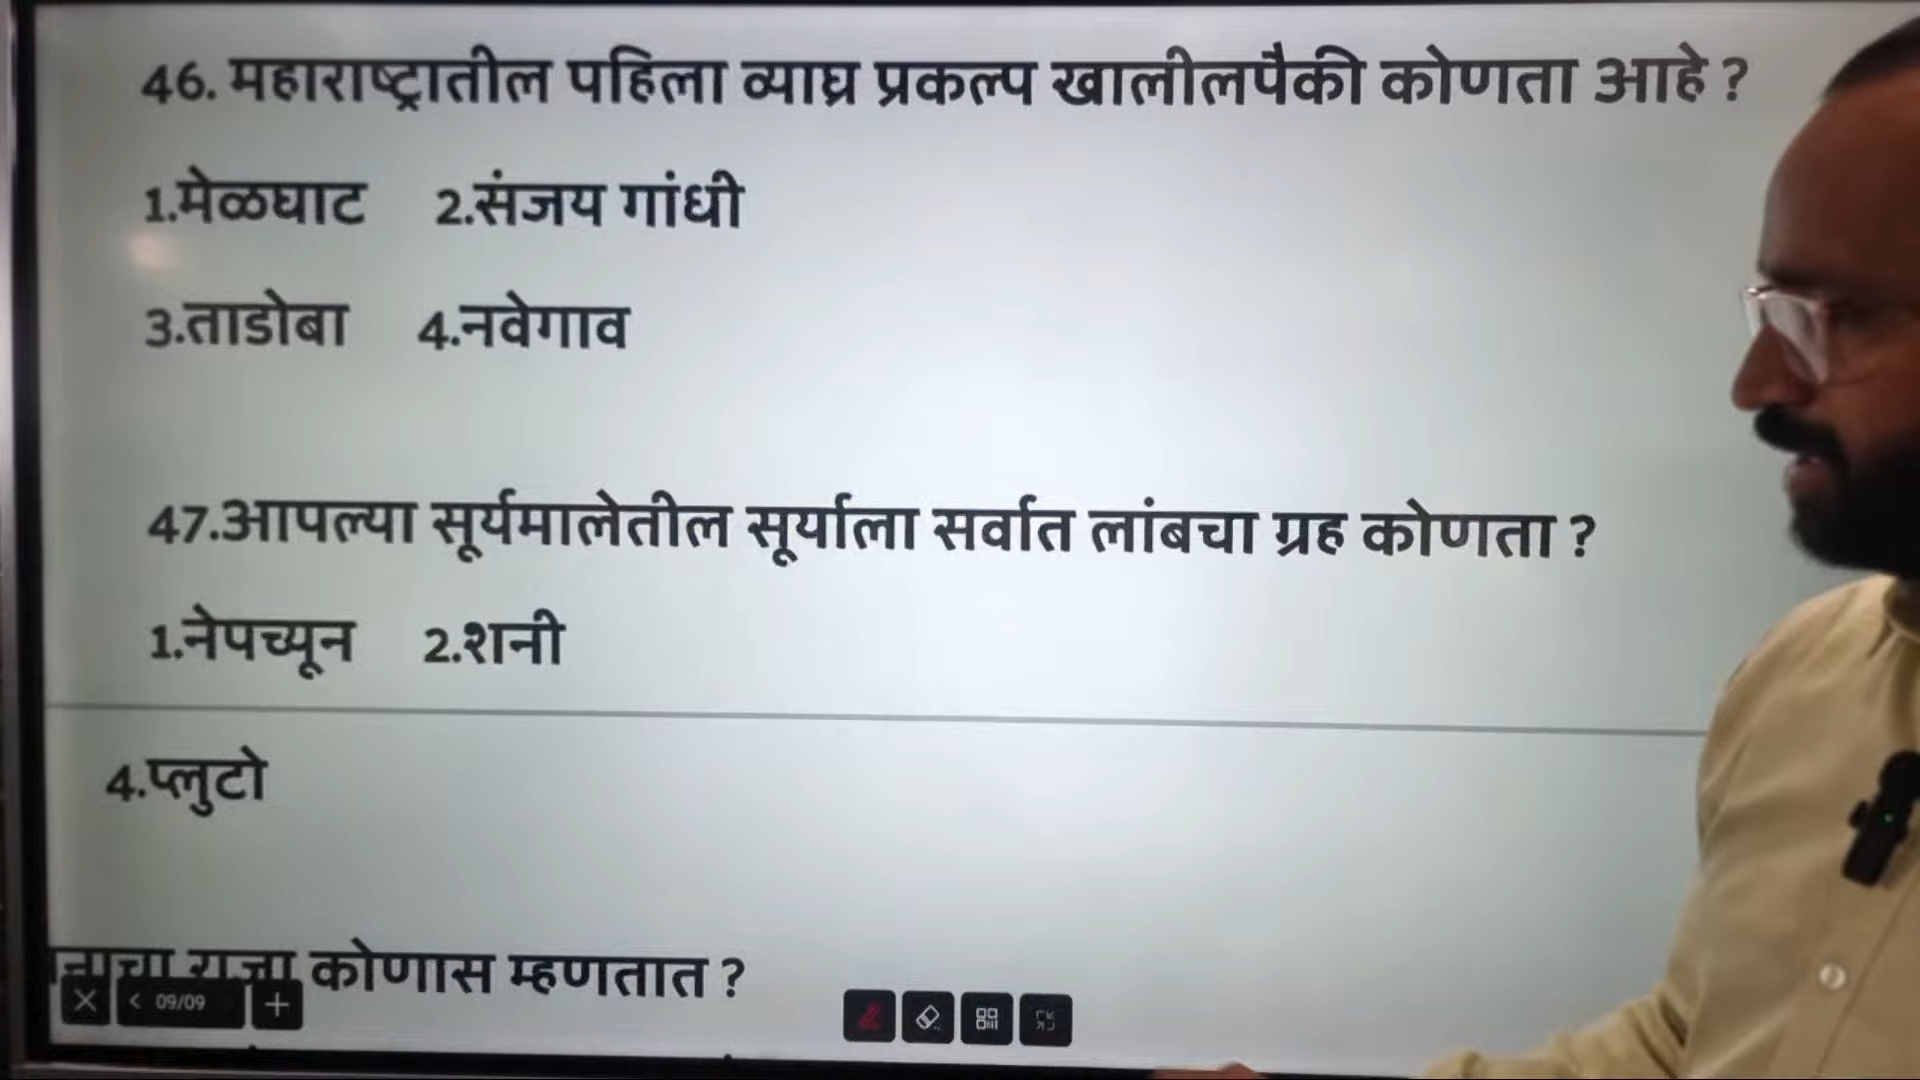 46. महाराष्ट्रातील पहिला व्याघ्र प्रकल्प खालीलपैकी कोणता आहे ?
1.मेळघाट 2.संजय गांधी
3.ताडोबा 4.नवेगाव
47.आपल्या सूर्यमालेतील सूर्याला सर्वात लांबचा ग्रह कोणता ?
1.नेपच्यून 2.शनी
4.प्लुटो
राजा कोणास म्हणतात ?
09/09